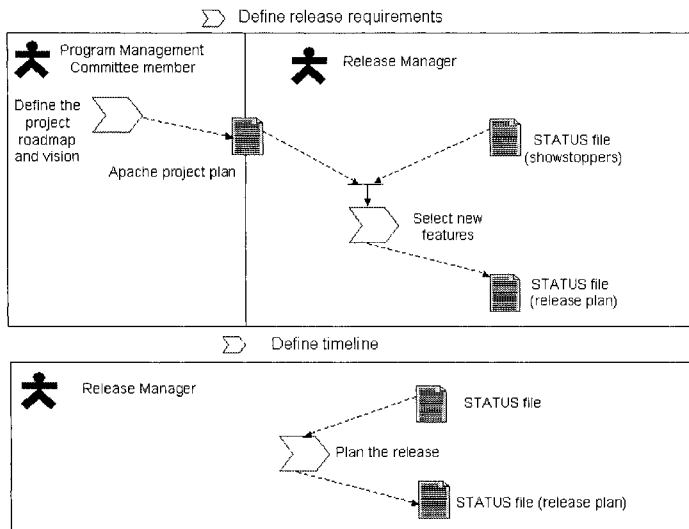 Define release requirements
Program Management
Committee member
Release Manager
Define the
project
roadmap
and vision
Apache project plan
STATUS file
(showstoppers)
Select new
features
STATUS file
(release plan)
Define timeline
Release Manager
STATUS file
Plan the release
STATUS file (release plan)